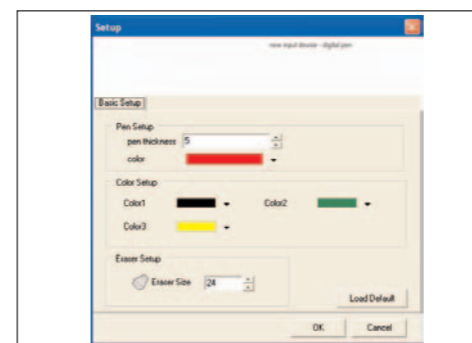 Setup
new input device - digital pen
Basic Setup
Pen Setup
pen thickness 5
color
Color Setup
Color1 Color2
Color3
Eraser Setup
Eraser Size 24
Load Default
OK Cancel